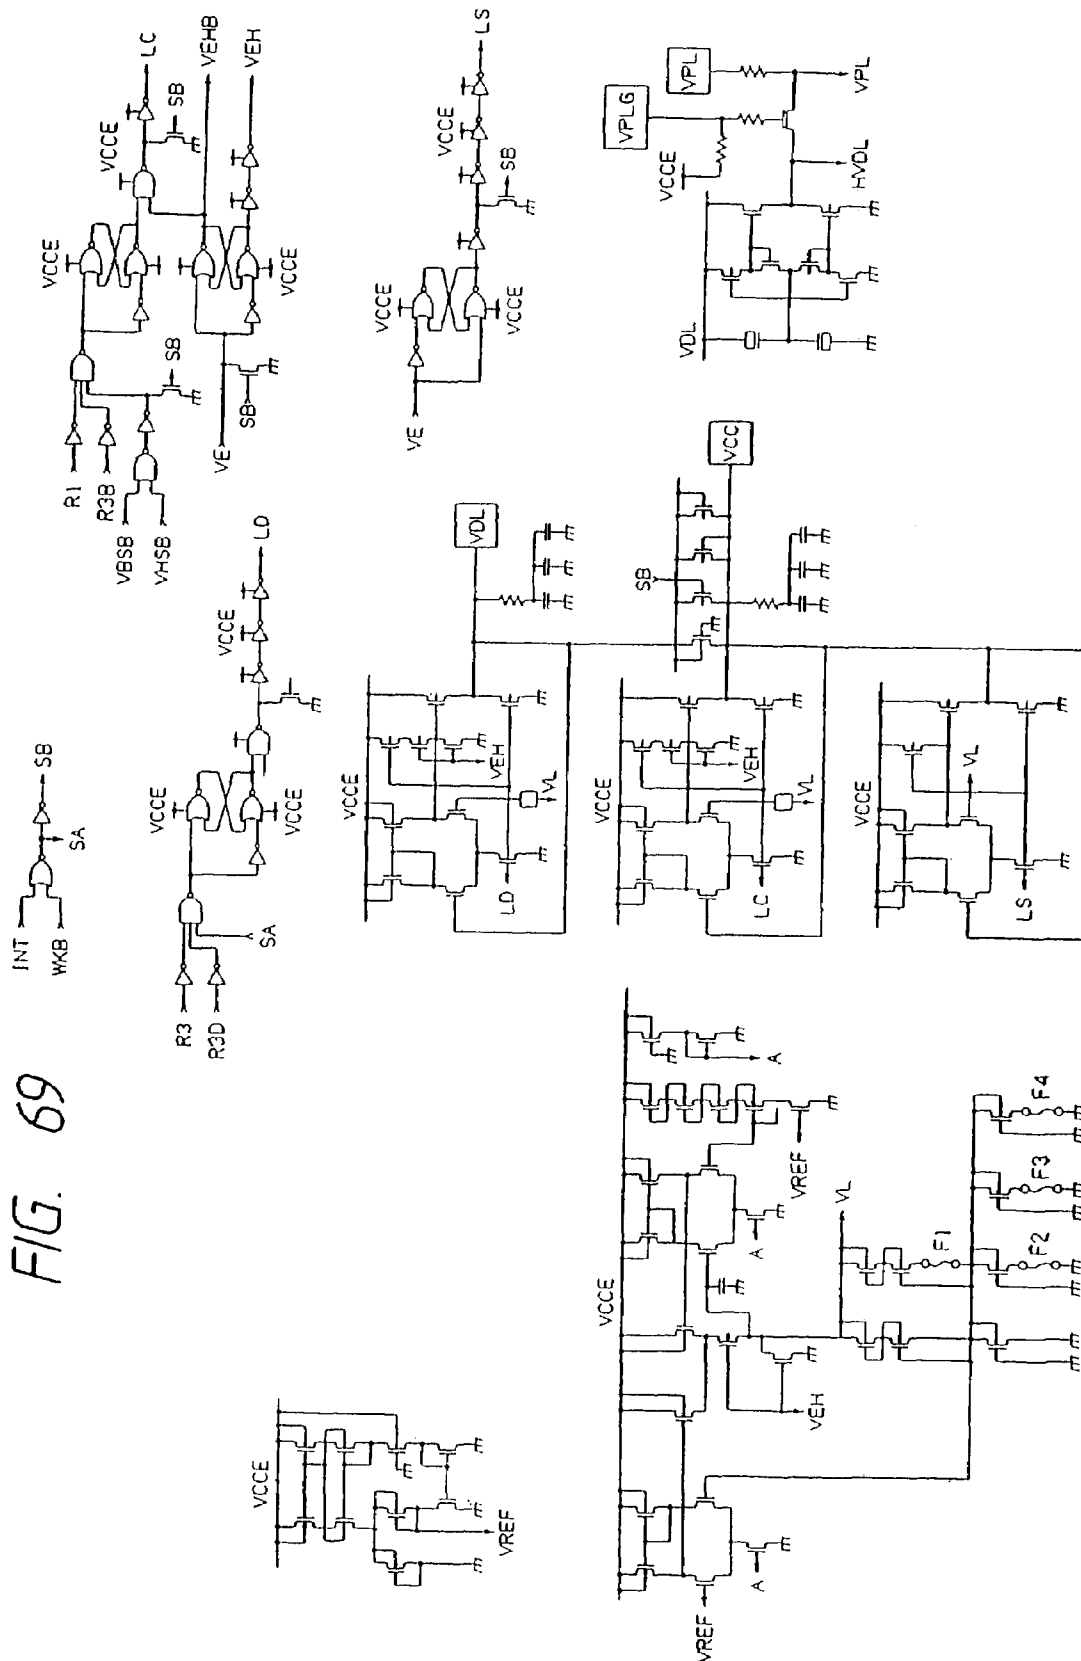 FIG. 69
INT
WKB
SA
SB
R3
R3D
SA
VCCE
VCCE
VCCE
LD
R1
R3B
VBSB
VHSB
SB
VCCE
VCCE
SB
LC
VE
SB
VCCE
VEHB
VEH
VE
VCCE
VCCE
VCCE
SB
LS
VCCE
VREF
VCCE
VREF
A
VEH
A
VREF
A
VL
F1
F2
F3
F4
VCCE
LD
VEH
VL
VDL
VCCE
LC
VEH
VL
SB
VCC
VCCE
LS
VL
VDL
HVDL
VCCE
VPLG
VPL
VPL